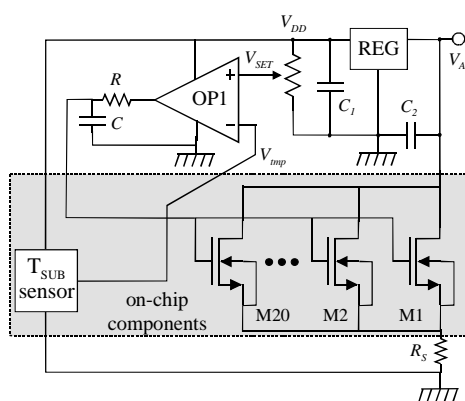 V_DD
REG
V_A
V_SET
R
OP1
C_1
C_2
C
V_tmp
T_SUB
sensor
on-chip
components
M20
M2
M1
R_S